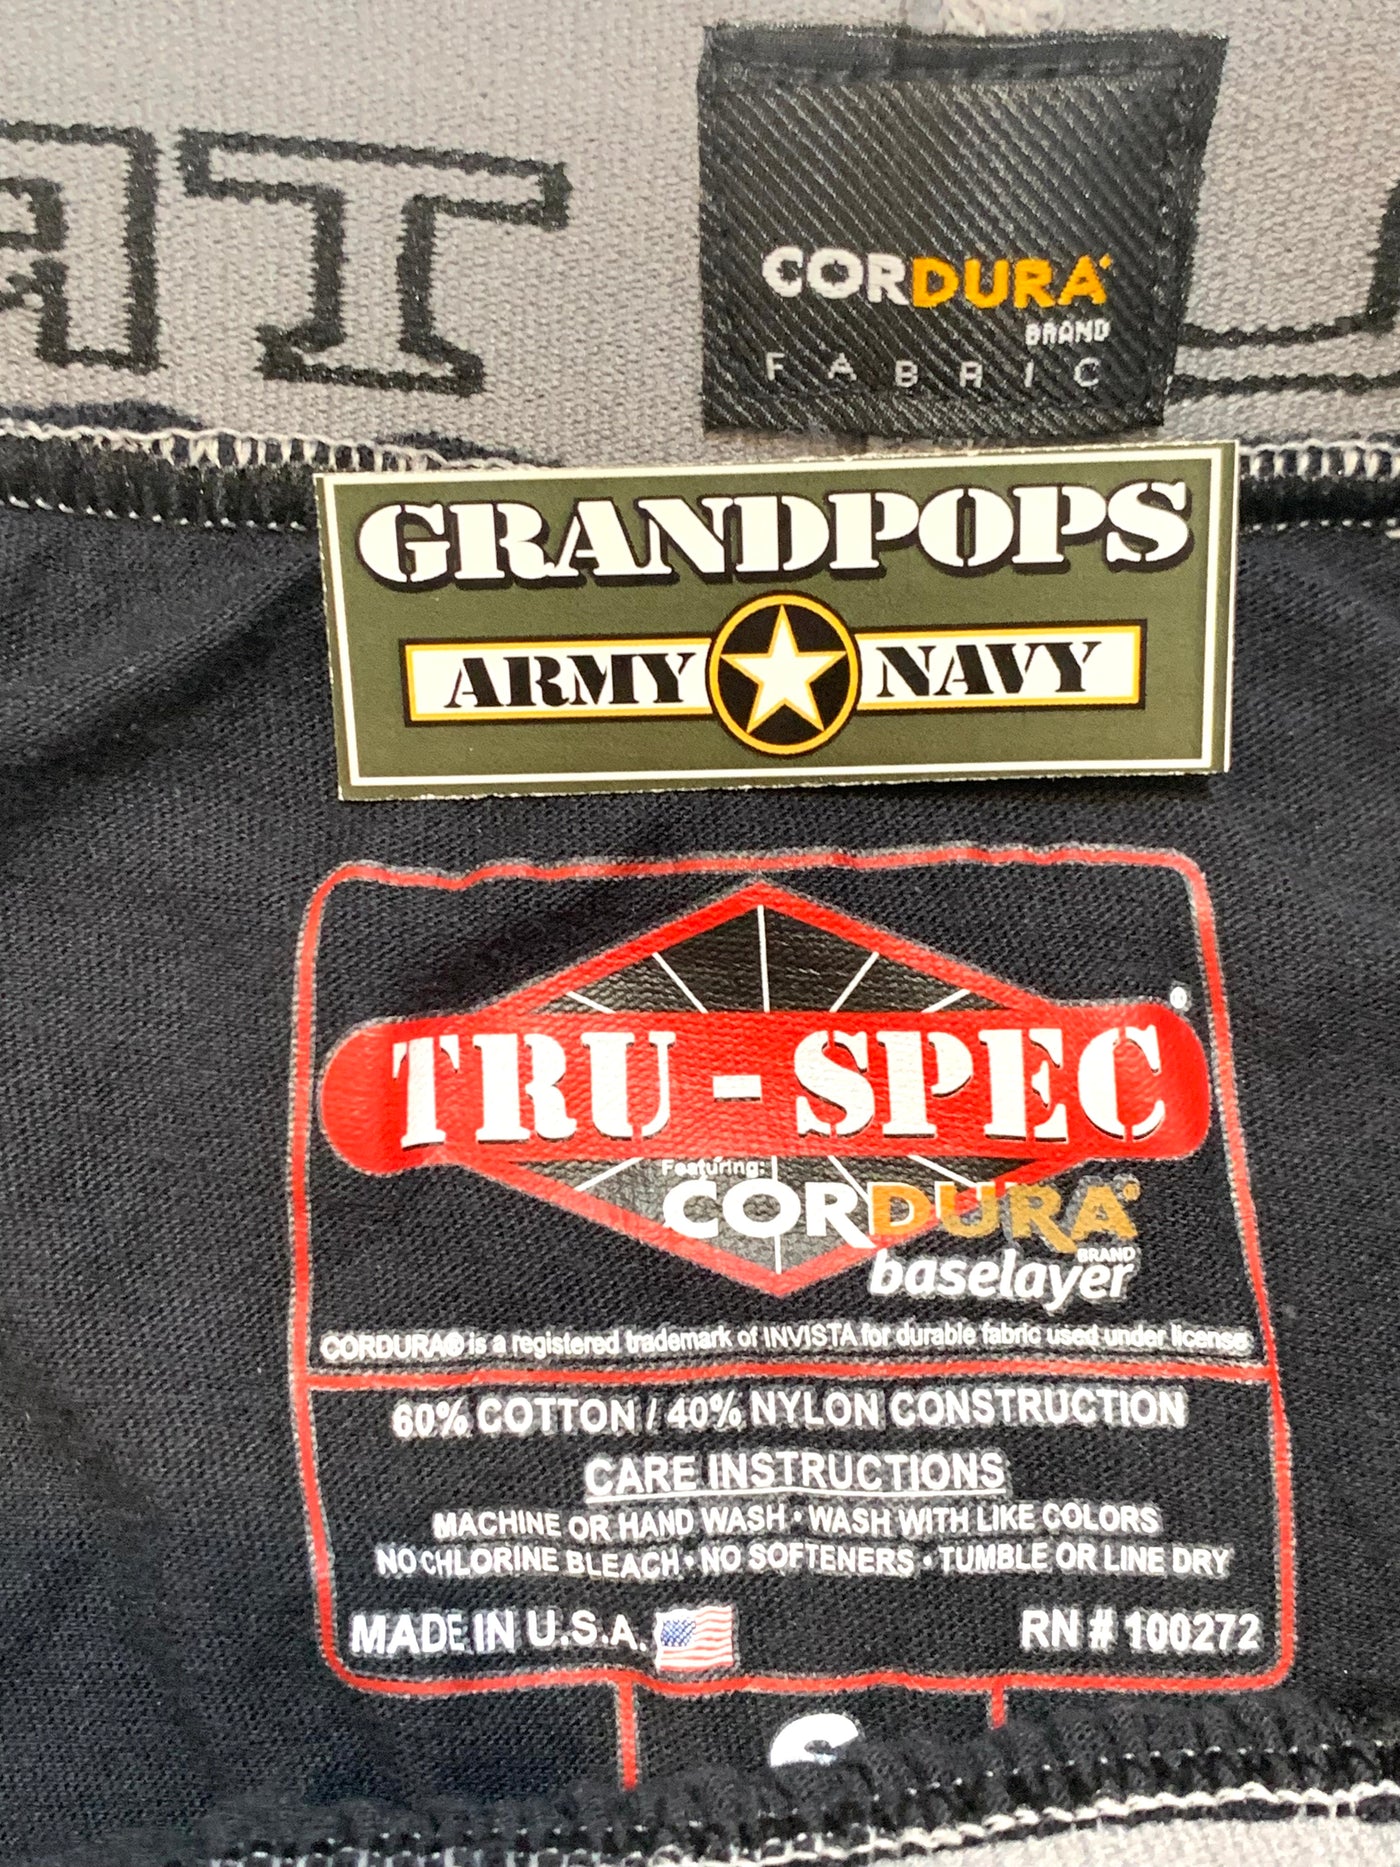 AT
CORDURA
BRAND
FABRIC
GRANDPOPS
ARMY NAVY
TRU-SPEC®
Featuring:
CORDURA®
BRAND
baselayer
CORDURA® is a registered trademark of INVISTA for durable fabric used under license
60% COTTON / 40% NYLON CONSTRUCTION
CARE INSTRUCTIONS
MACHINE OR HAND WASH • WASH WITH LIKE COLORS
NO CHLORINE BLEACH • NO SOFTENERS • TUMBLE OR LINE DRY
MADE IN U.S.A. RN # 100272
S